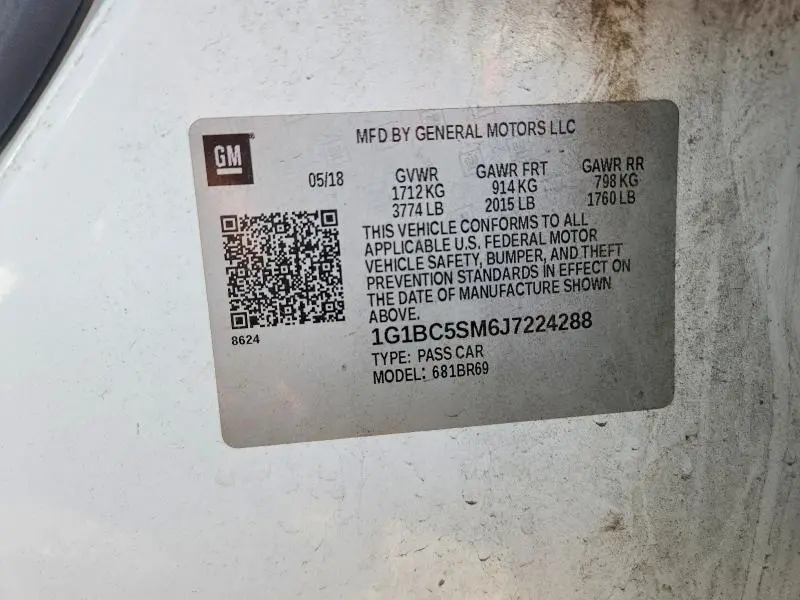 GM
MFD BY GENERAL MOTORS LLC
05/18
GVWR GAWR FRT GAWR RR
1712 KG 914 KG 798 KG
3774 LB 2015 LB 1760 LB
THIS VEHICLE CONFORMS TO ALL
APPLICABLE U.S. FEDERAL MOTOR
VEHICLE SAFETY, BUMPER, AND THEFT
PREVENTION STANDARDS IN EFFECT ON
THE DATE OF MANUFACTURE SHOWN
ABOVE.
8624
1G1BC5SM6J7224288
TYPE: PASS CAR
MODEL: 681BR69